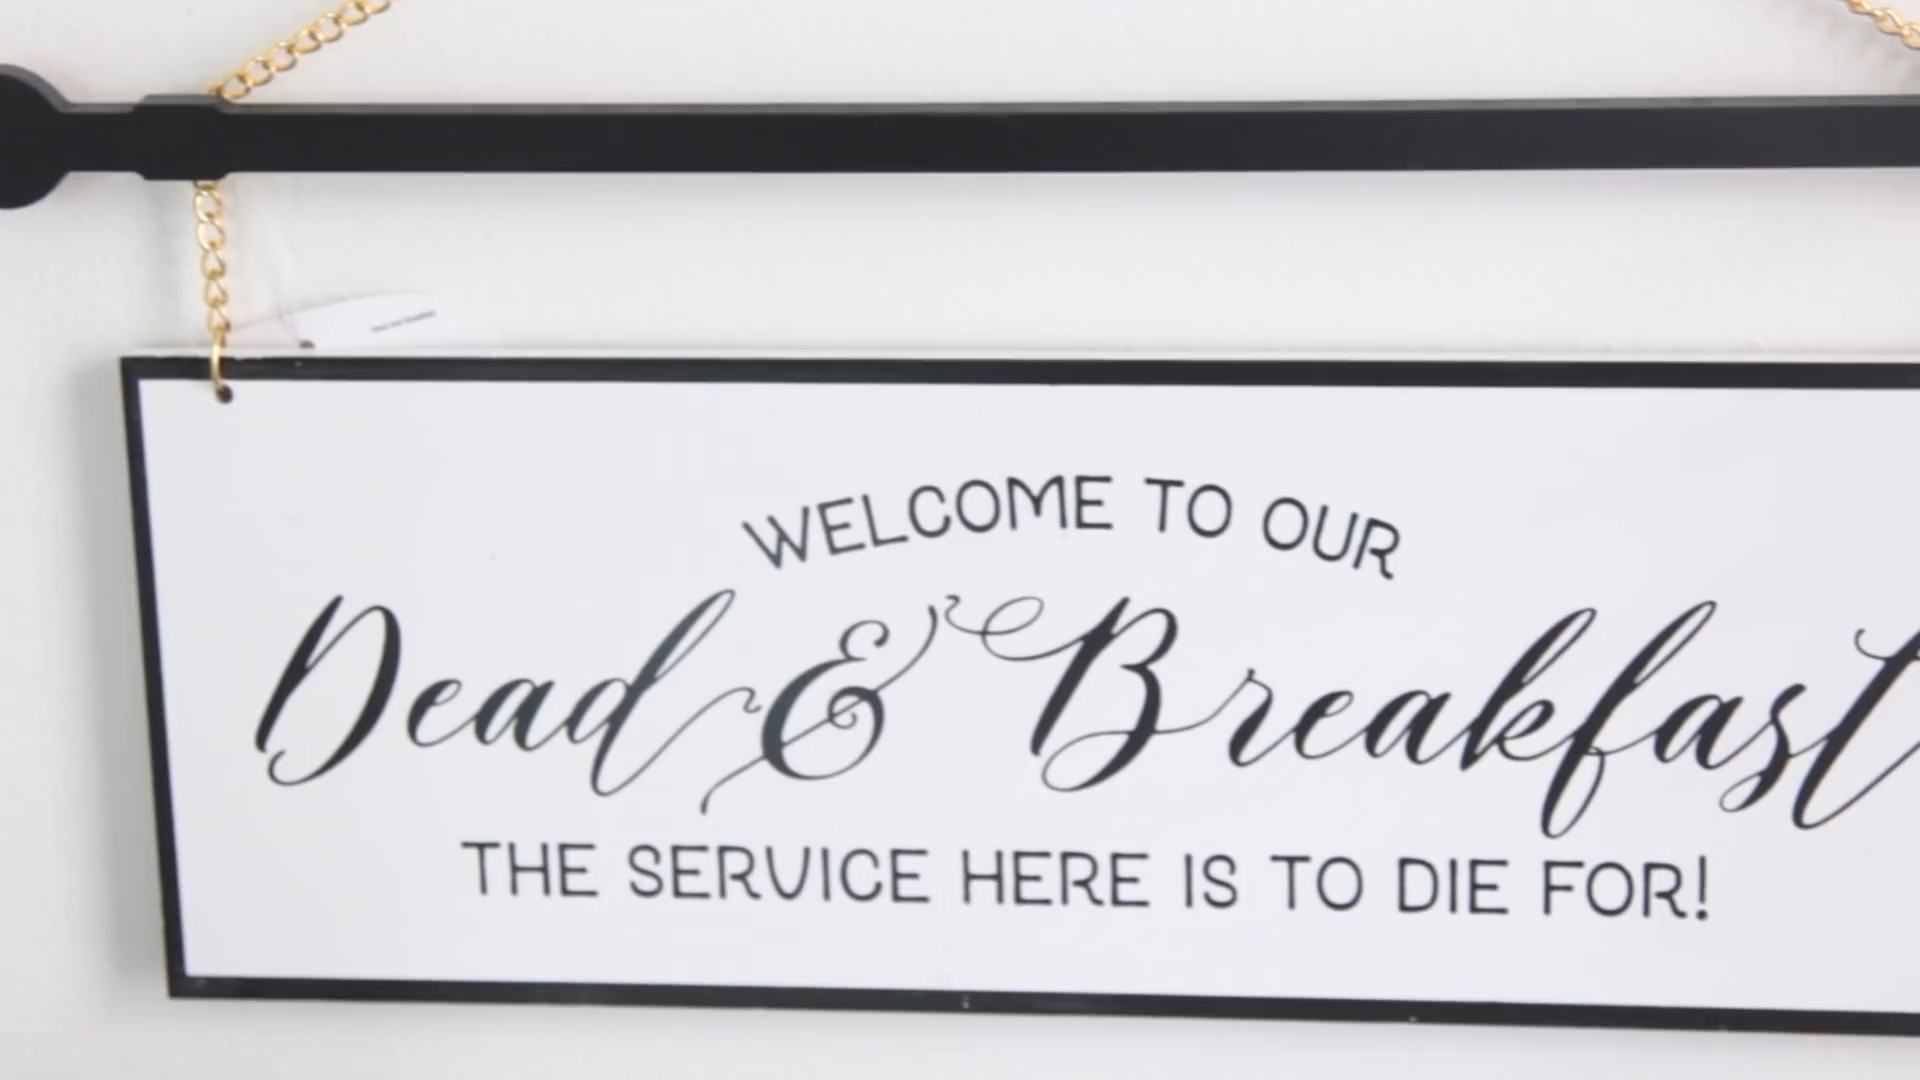 WELCOME TO OUR
Dead & Breakfast
THE SERVICE HERE IS TO DIE FOR!